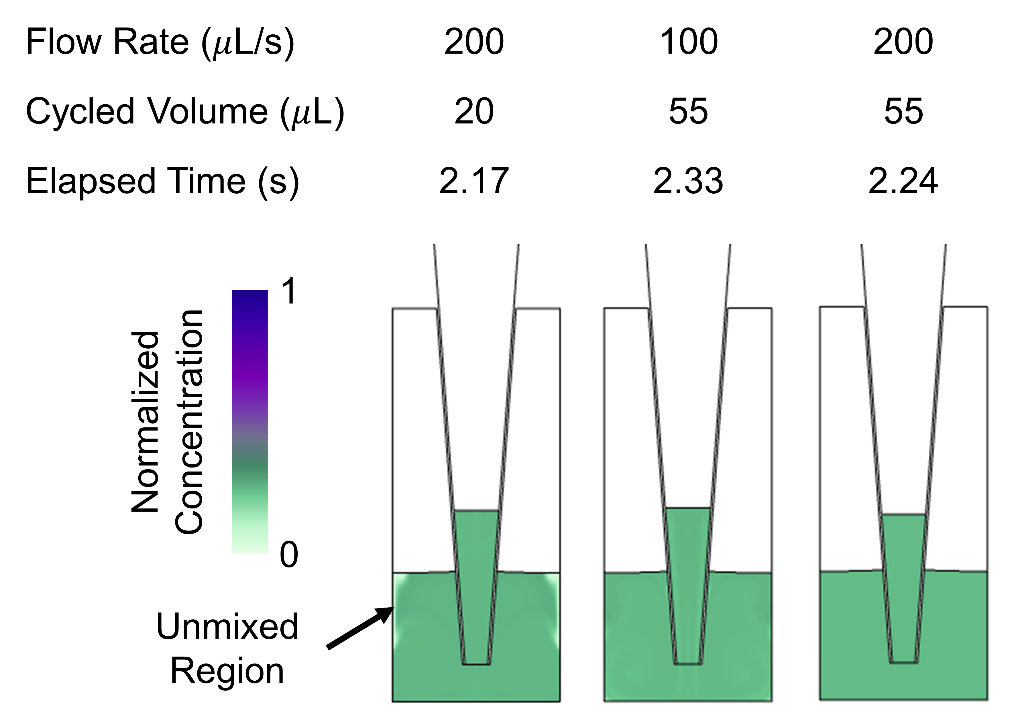 Flow Rate (μL/s) 200 100 200
Cycled Volume (μL) 20 55 55
Elapsed Time (s) 2.17 2.33 2.24
1
Normalized
Concentration
0
Unmixed
Region